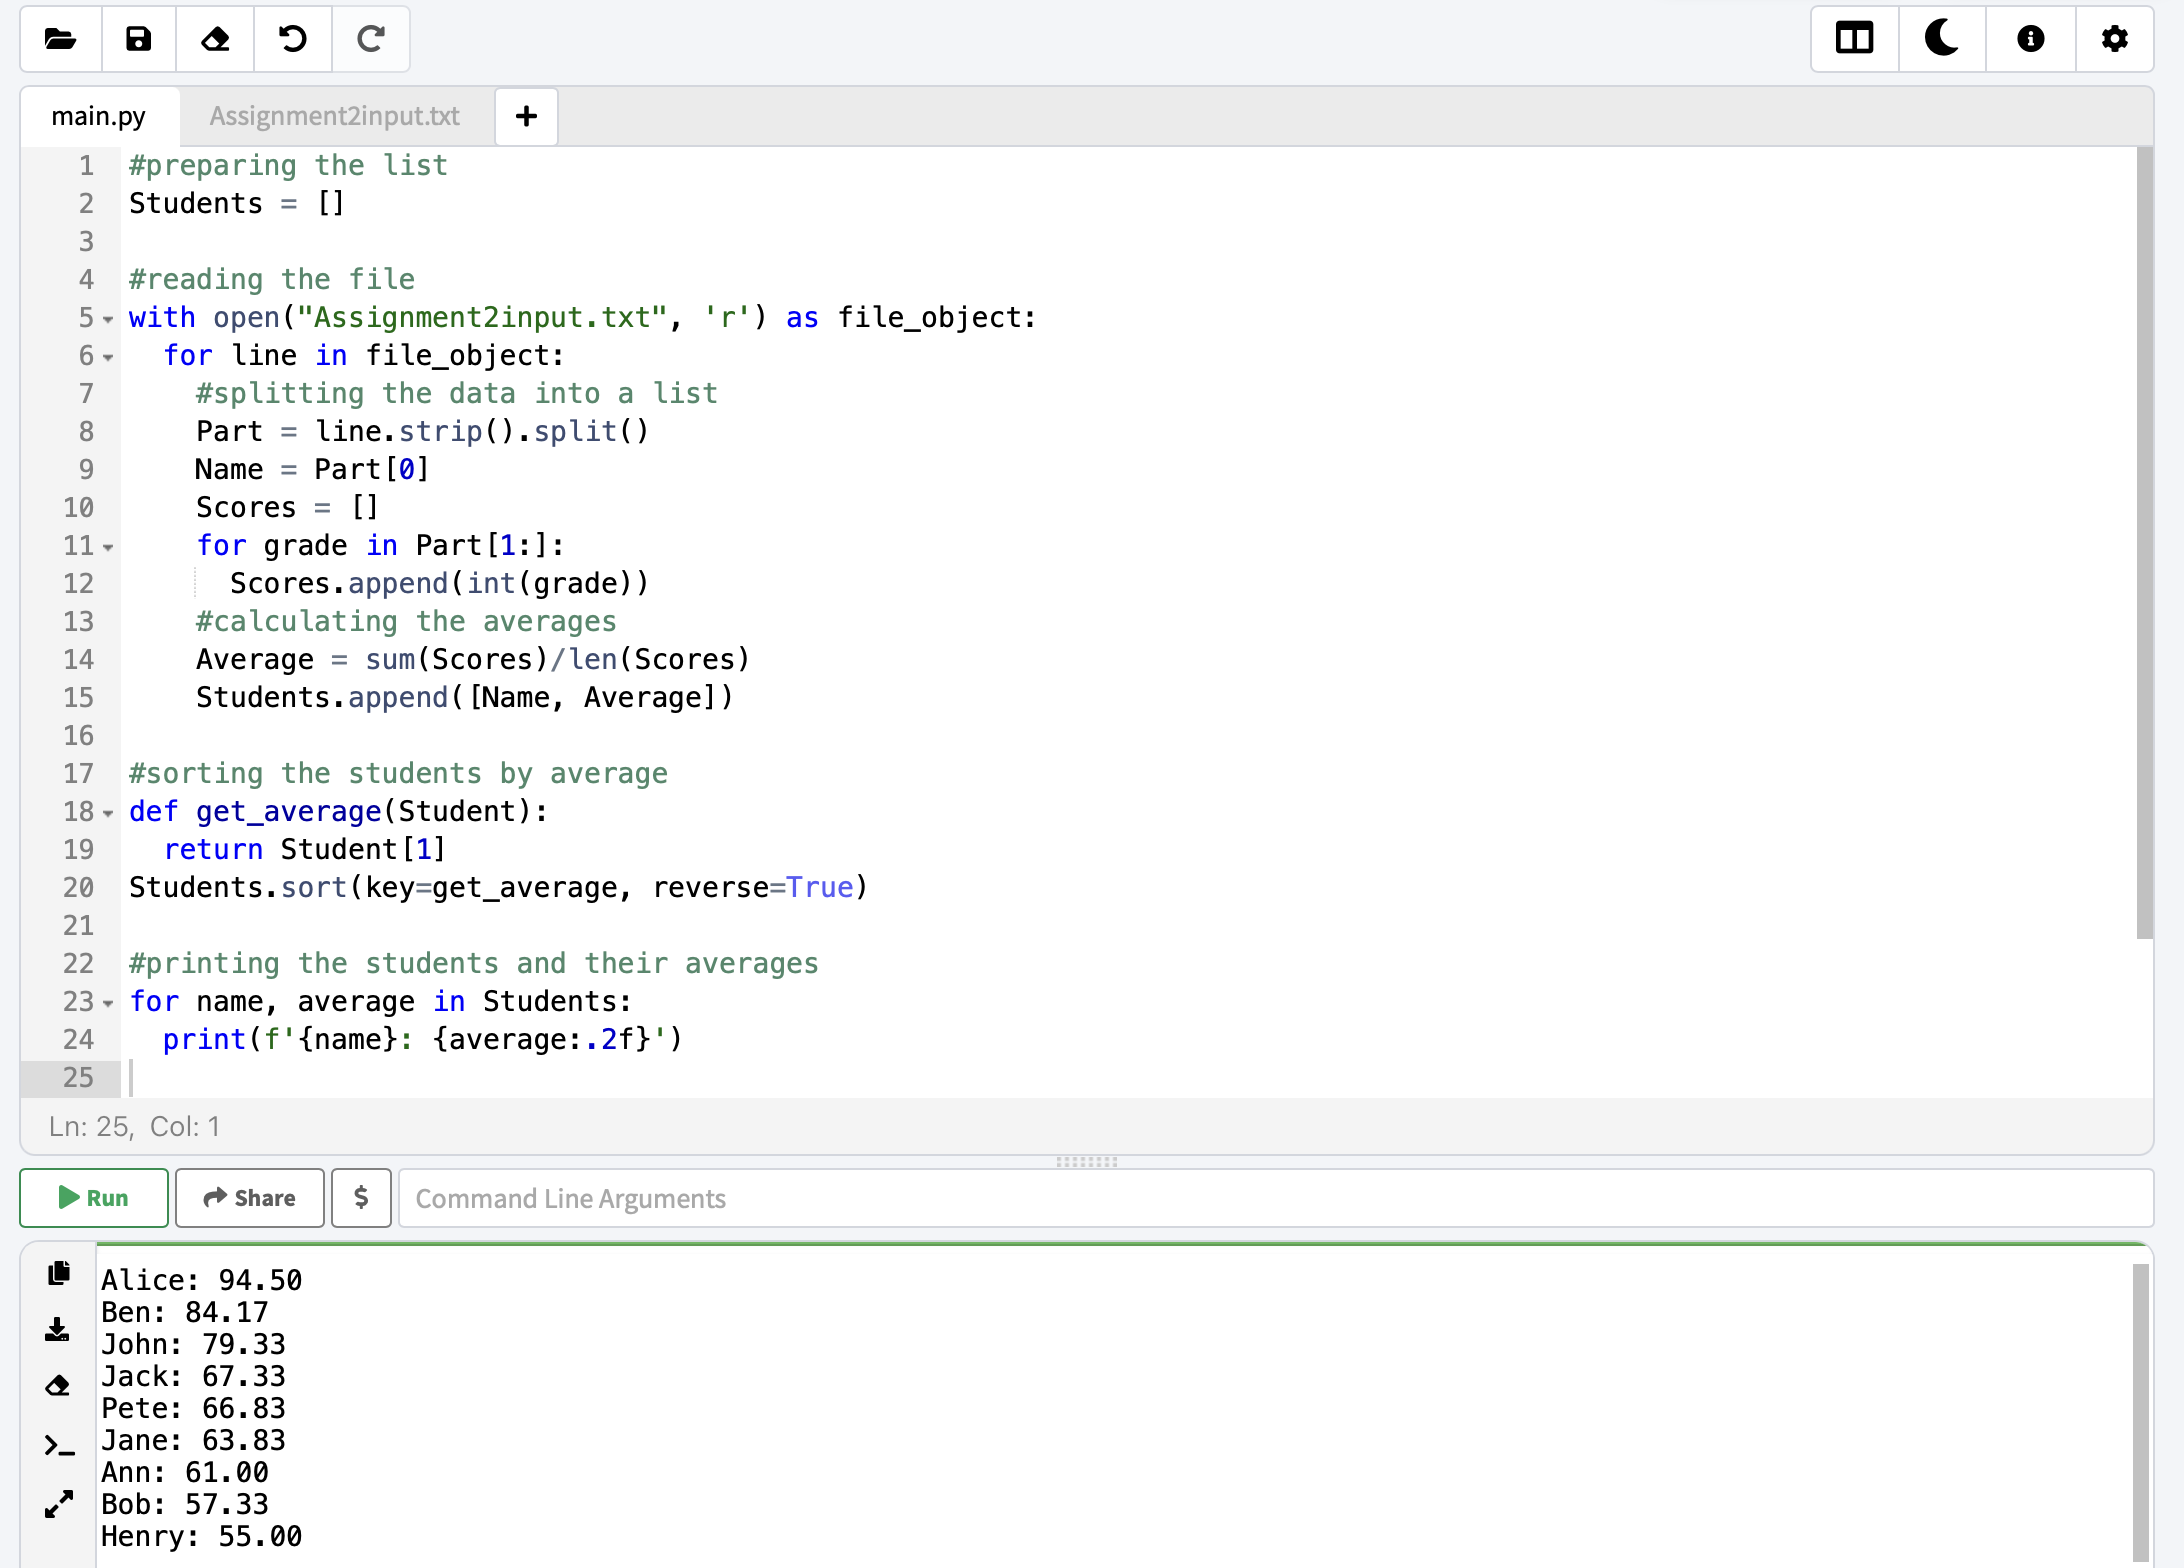 main.py Assignment2input.txt +
1 #preparing the list
2 Students = []
3
4 #reading the file
5 with open("Assignment2input.txt", 'r') as file_object:
6   for line in file_object:
7     #splitting the data into a list
8     Part = line.strip().split()
9     Name = Part[0]
10     Scores = []
11     for grade in Part[1:]:
12       Scores.append(int(grade))
13     #calculating the averages
14     Average = sum(Scores)/len(Scores)
15     Students.append([Name, Average])
16
17 #sorting the students by average
18 def get_average(Student):
19   return Student[1]
20 Students.sort(key=get_average, reverse=True)
21
22 #printing the students and their averages
23 for name, average in Students:
24   print(f'{name}: {average:.2f}')
25
Ln: 25, Col: 1
Run Share $ Command Line Arguments
Alice: 94.50
Ben: 84.17
John: 79.33
Jack: 67.33
Pete: 66.83
Jane: 63.83
Ann: 61.00
Bob: 57.33
Henry: 55.00